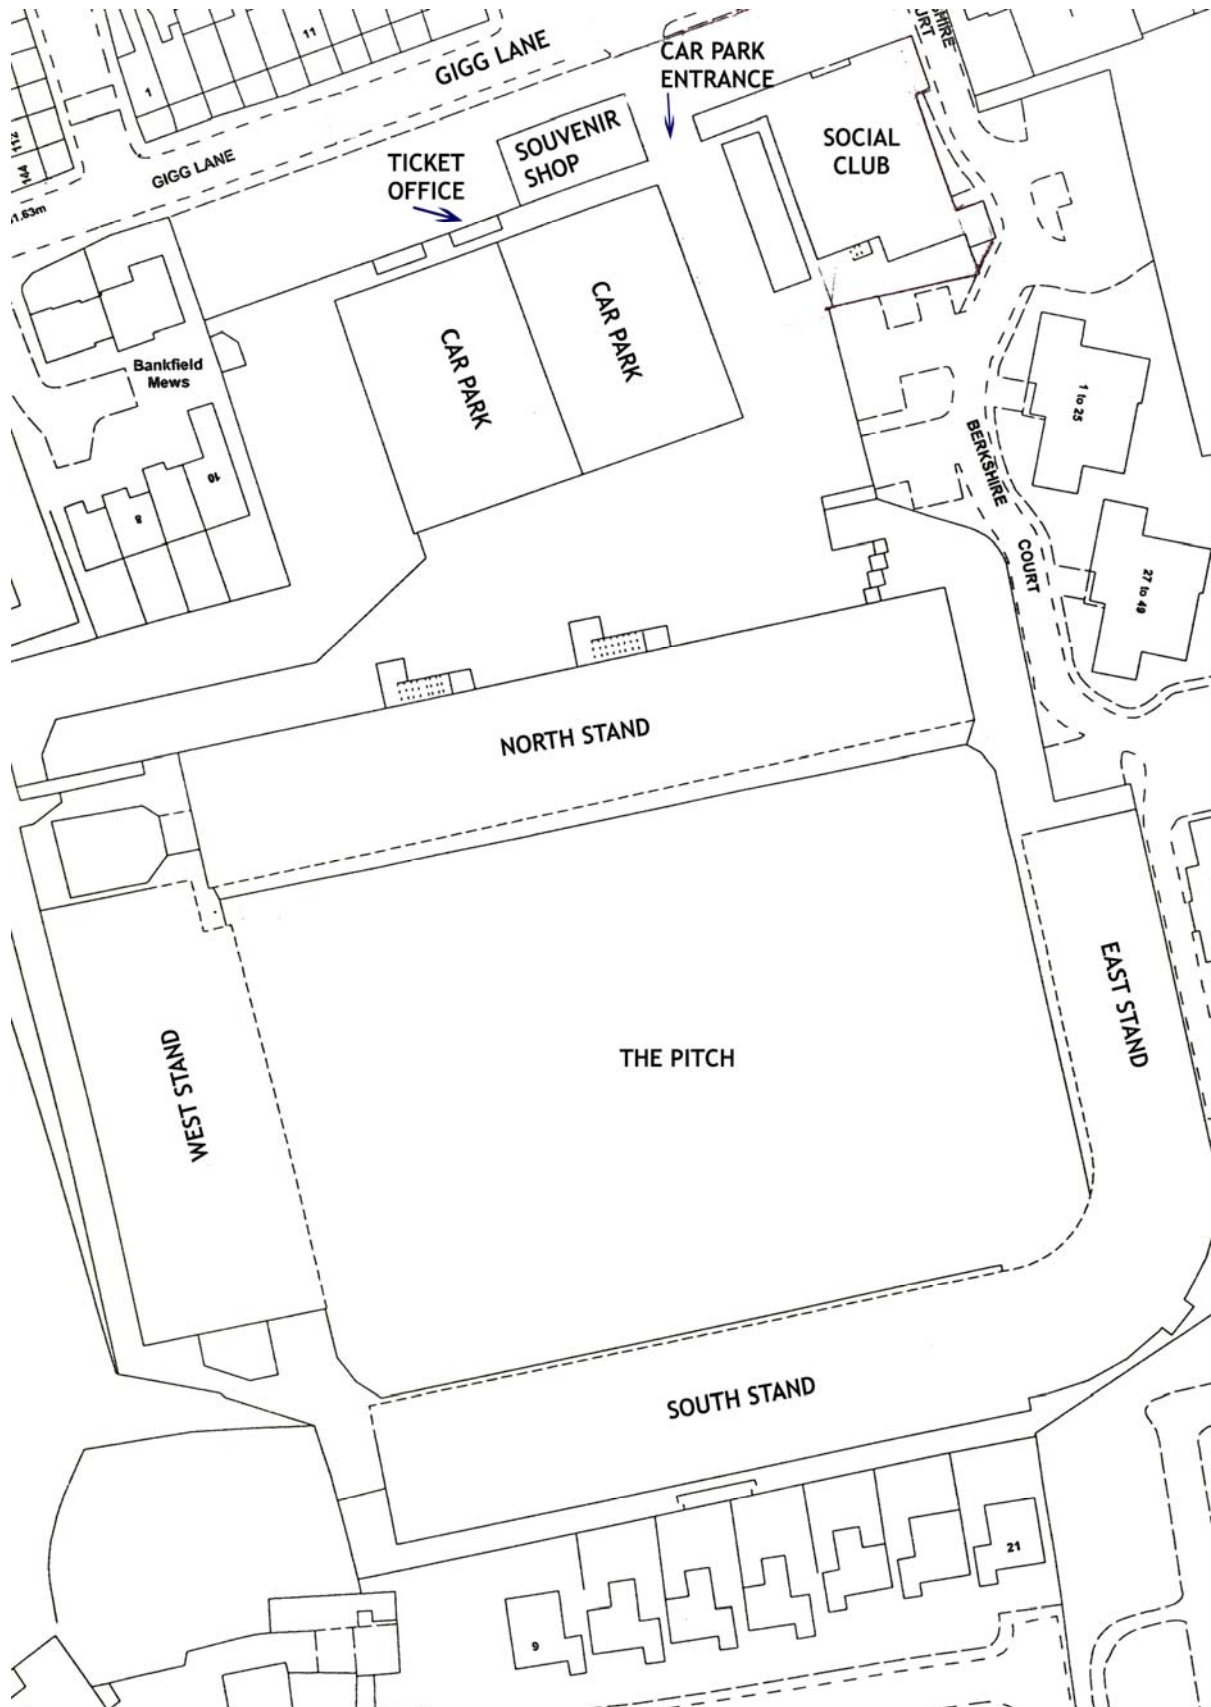 11
GIGG LANE
CAR PARK
ENTRANCE
1
SOUVENIR
SHOP
SOCIAL
CLUB
GIGG LANE
TICKET
OFFICE
144
CAR PARK
CAR PARK
Bankfield
Mews
1 to 25
BERKSHIRE
COURT
10
8
27 to 49
NORTH STAND
EAST STAND
WEST STAND
THE PITCH
SOUTH STAND
21
9